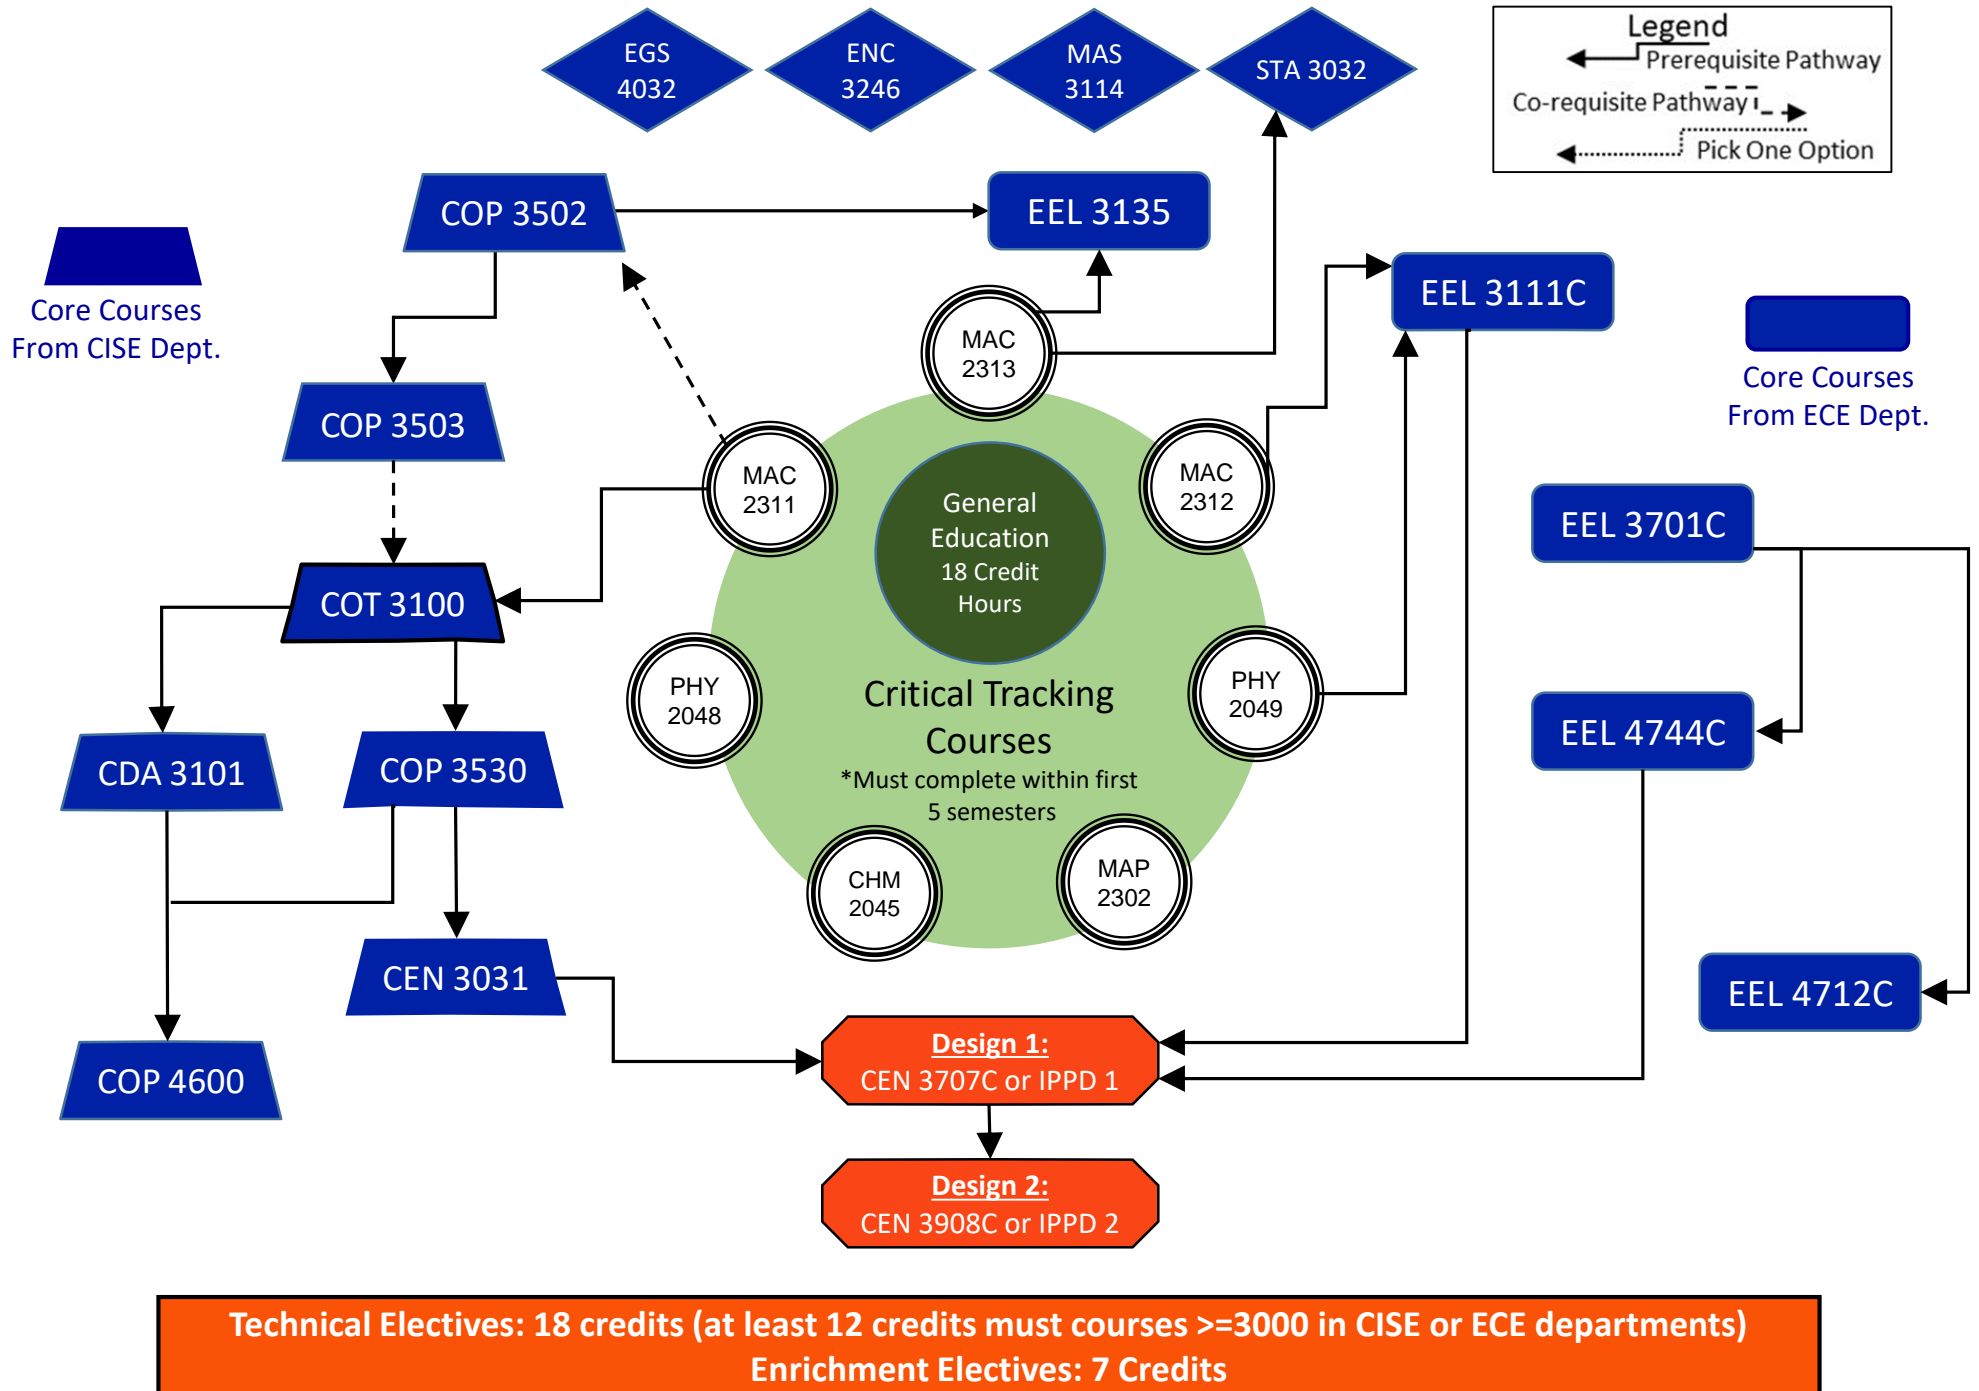 EGS
4032
ENC
3246
MAS
3114
STA 3032
Legend
Prerequisite Pathway
Co-requisite Pathway
Pick One Option
COP 3502
EEL 3135
EEL 3111C
Core Courses
From CISE Dept.
Core Courses
From ECE Dept.
MAC
2313
COP 3503
MAC
2311
MAC
2312
General
Education
18 Credit
Hours
EEL 3701C
COT 3100
PHY
2048
Critical Tracking
Courses
*Must complete within first
5 semesters
PHY
2049
EEL 4744C
CDA 3101
COP 3530
CHM
2045
MAP
2302
CEN 3031
EEL 4712C
COP 4600
Design 1:
CEN 3707C or IPPD 1
Design 2:
CEN 3908C or IPPD 2
Technical Electives: 18 credits (at least 12 credits must courses >=3000 in CISE or ECE departments)
Enrichment Electives: 7 Credits